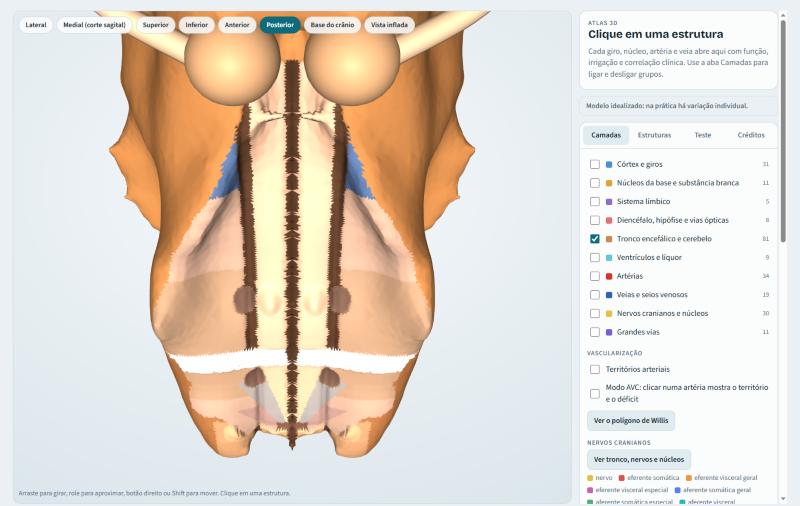 Lateral
Medial (corte sagital)
Superior
Inferior
Anterior
Posterior
Base do crânio
Vista inflada
Arraste para girar, role para aproximar, botão direito ou Shift para mover. Clique em uma estrutura.
ATLAS 3D
Clique em uma estrutura
Cada giro, núcleo, artéria e veia abre aqui com função,
irrigação e correlação clínica. Use a aba Camadas para
ligar e desligar grupos.
Modelo idealizado: na prática há variação individual.
Camadas Estruturas Teste Créditos
Córtex e giros 31
Núcleos da base e substância branca 11
Sistema límbico 5
Diencéfalo, hipófise e vias ópticas 8
Tronco encefálico e cerebelo 81
Ventrículos e líquor 9
Artérias 34
Veias e seios venosos 19
Nervos cranianos e núcleos 30
Grandes vias 11
VASCULARIZAÇÃO
Territórios arteriais
Modo AVC: clicar numa artéria mostra o território
e o déficit
Ver o polígono de Willis
NERVOS CRANIANOS
Ver tronco, nervos e núcleos
nervo eferente somática eferente visceral geral
eferente visceral especial aferente somática geral
aferente somática especial aferente visceral